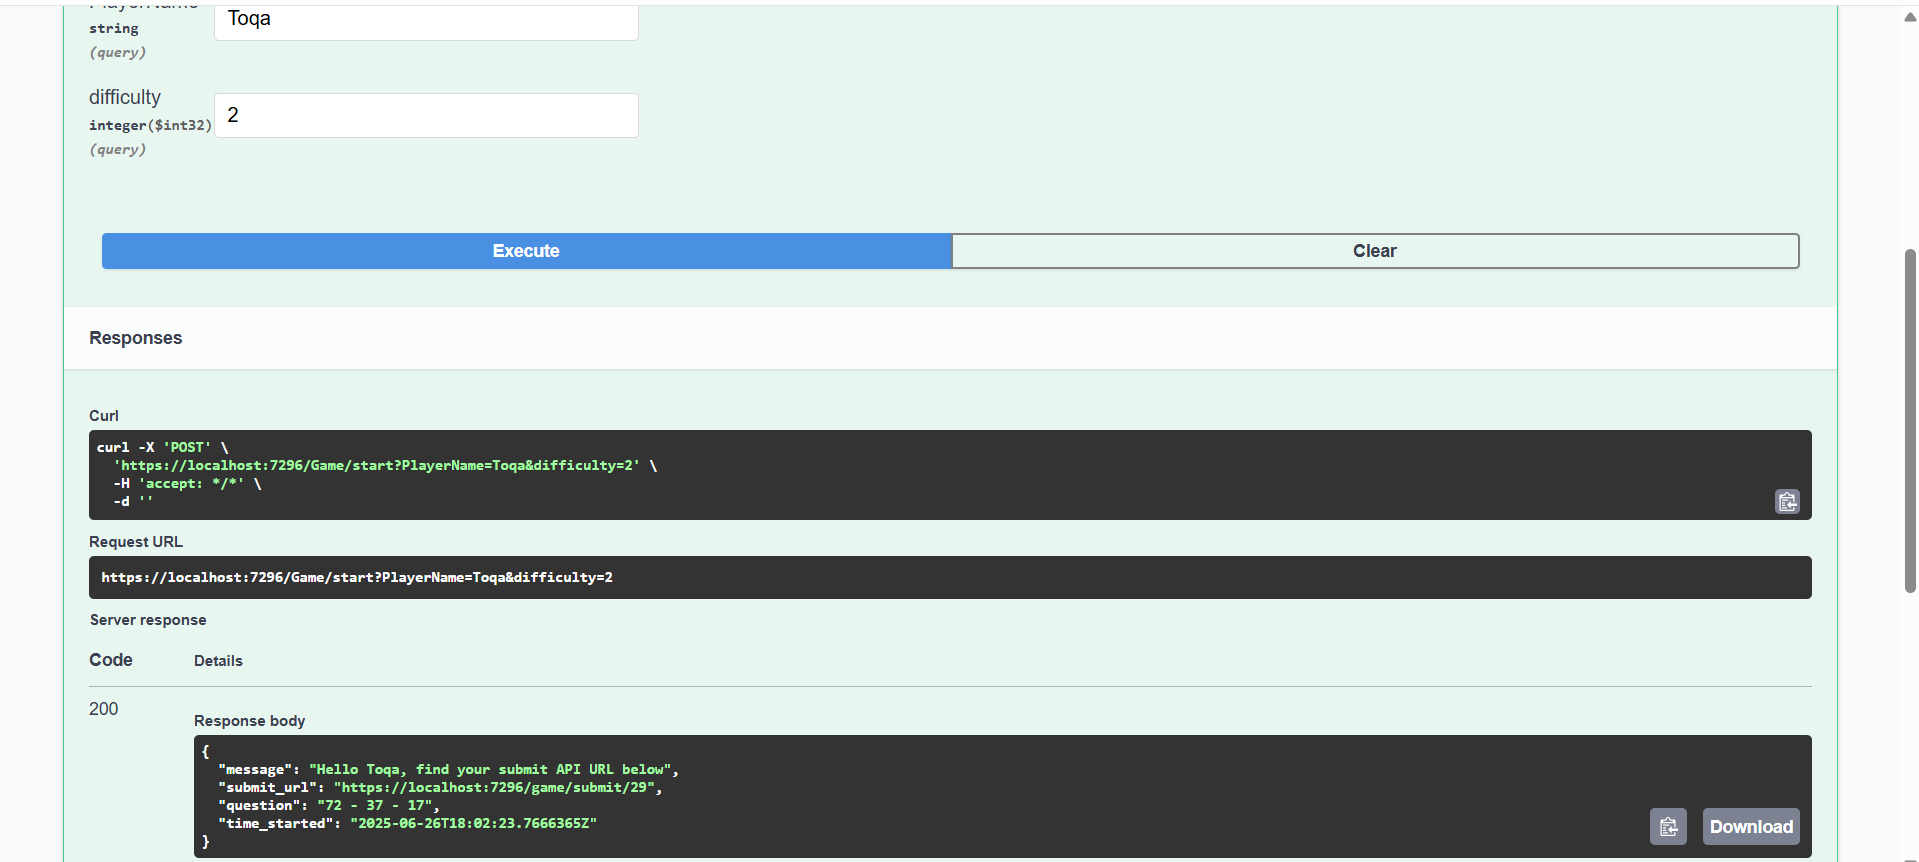 PlayerName
string
(query)
Toqa
difficulty
integer($int32)
(query)
2
Execute
Clear
Responses
Curl
curl -X 'POST' \
  'https://localhost:7296/Game/start?PlayerName=Toqa&difficulty=2' \
  -H 'accept: */*' \
  -d ''
Request URL
https://localhost:7296/Game/start?PlayerName=Toqa&difficulty=2
Server response
Code
Details
200
Response body
{
  "message": "Hello Toqa, find your submit API URL below",
  "submit_url": "https://localhost:7296/game/submit/29",
  "question": "72 - 37 - 17",
  "time_started": "2025-06-26T18:02:23.7666365Z"
}
Download